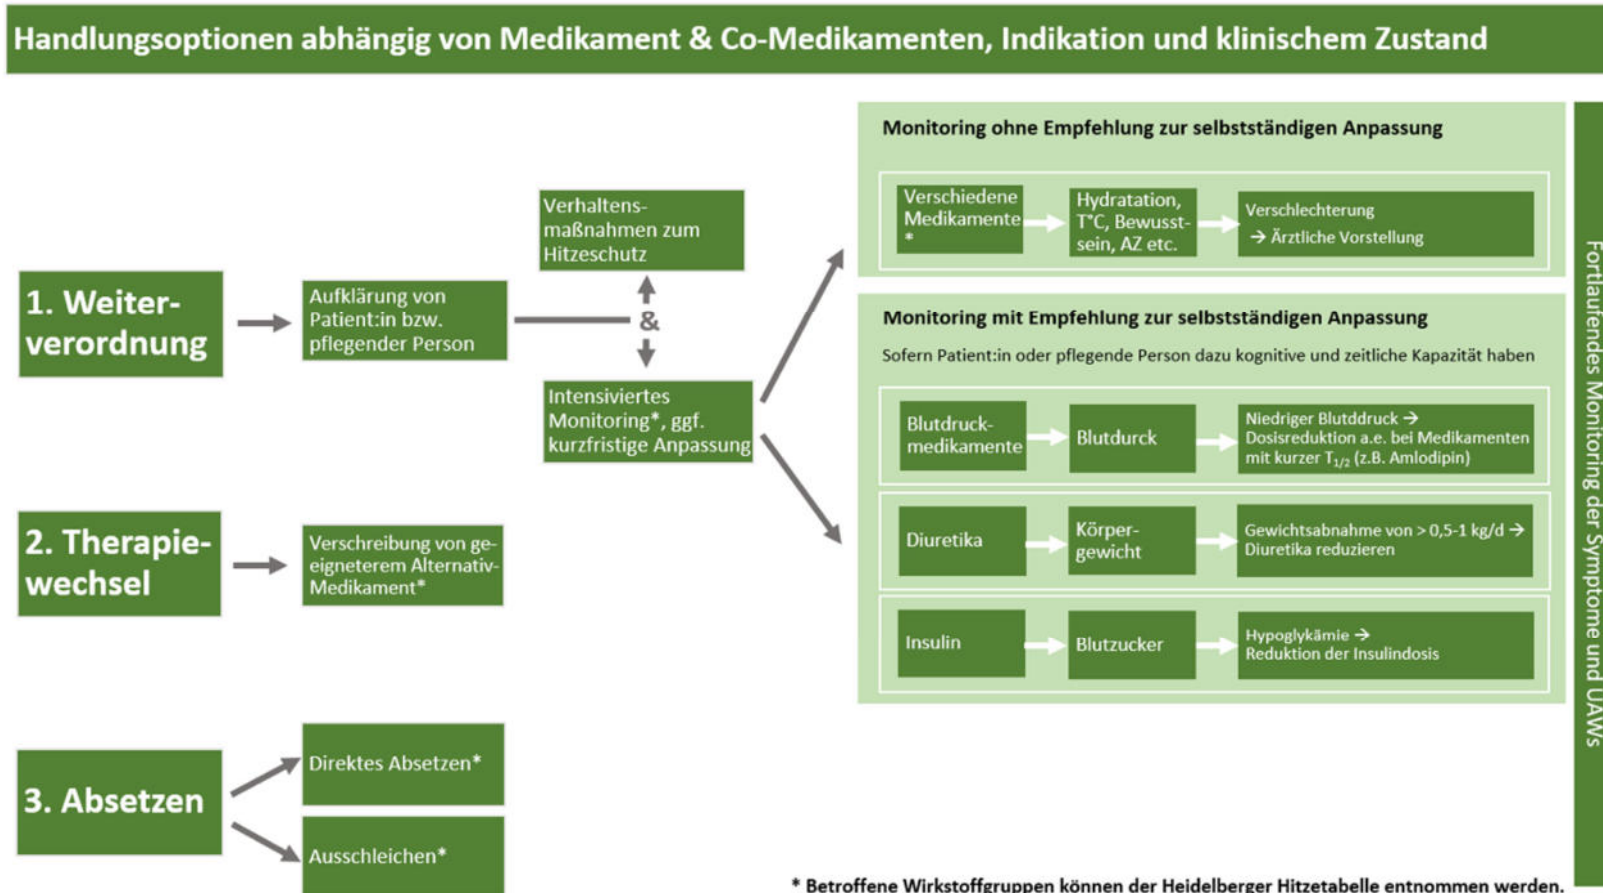 Handlungsoptionen abhängig von Medikament & Co-Medikamenten, Indikation und klinischem Zustand
1. Weiter-
verordnung
Aufklärung von
Patient:in bzw.
pflegender Person
Verhaltens-
maßnahmen zum
Hitzeschutz
&
Intensiviertes
Monitoring*, ggf.
kurzfristige Anpassung
Monitoring ohne Empfehlung zur selbstständigen Anpassung
Verschiedene
Medikamente
*
Hydratation,
T°C, Bewusst-
sein, AZ etc.
Verschlechterung
→ Ärztliche Vorstellung
Monitoring mit Empfehlung zur selbstständigen Anpassung
Sofern Patient:in oder pflegende Person dazu kognitive und zeitliche Kapazität haben
Blutdruck-
medikamente
Blutdurck
Niedriger Blutddruck →
Dosisreduktion a.e. bei Medikamenten
mit kurzer T1/2 (z.B. Amlodipin)
Diuretika
Körper-
gewicht
Gewichtsabnahme von > 0,5-1 kg/d →
Diuretika reduzieren
Insulin
Blutzucker
Hypoglykämie →
Reduktion der Insulindosis
Fortlaufendes Monitoring der Symptome und UAWs
2. Therapie-
wechsel
Verschreibung von ge-
eigneterem Alternativ-
Medikament*
3. Absetzen
Direktes Absetzen*
Ausschleichen*
* Betroffene Wirkstoffgruppen können der Heidelberger Hitzetabelle entnommen werden.